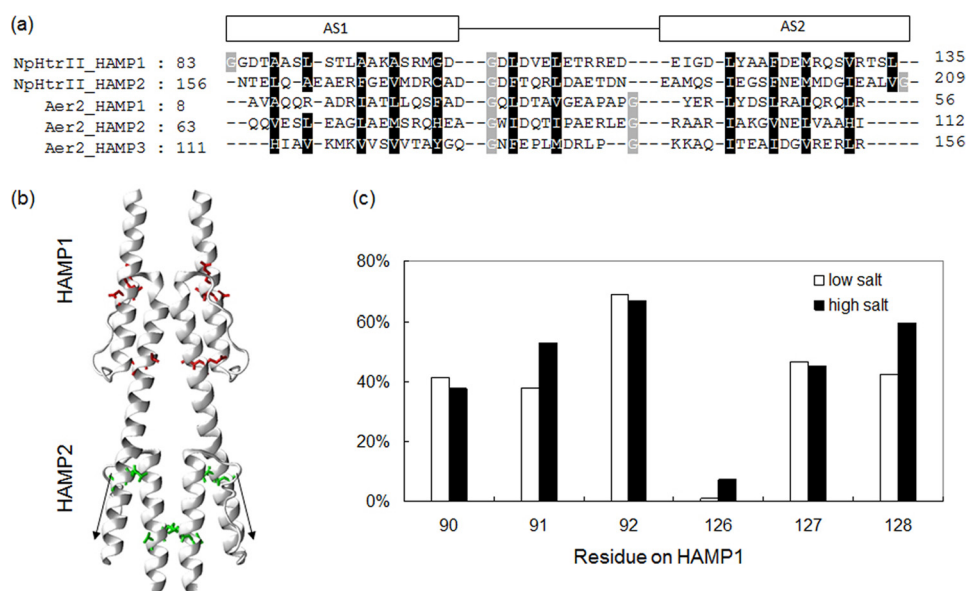 (a)
AS1 AS2
NpHtrII_HAMP1 : 83 GGDTAASL-STLAAKASRMGD---GDLDVELETRRED----EIGD-LYAAFDEMRQSVRTSL-- 135
NpHtrII_HAMP2 : 156 -NTELQ-AEAERFGEVMDRCAD--GDFTQRLDAETDN----EAMQS-IEGSFNEMMDGIEALVG 209
Aer2_HAMP1 : 8 --AVAQQR-ADRIATLLQSFAD--GQLDTAVGEAPAPG---YER-LYDSLRALQRQLR----- 56
Aer2_HAMP2 : 63 --QQVESL-EAGLAEMSRQHEA--GWIDQTIPAERLEG--RAAR-IAKGVNELVAAHI----- 112
Aer2_HAMP3 : 111 ----HIAV-KMKVVSVVTAYGQ--GNFEPLMDRLP-G---KKAQ-ITEAIDGVRERLR----- 156
(b)
HAMP1
HAMP2
(c)
80%
60%
40%
20%
0%
low salt
high salt
90 91 92 126 127 128
Residue on HAMP1